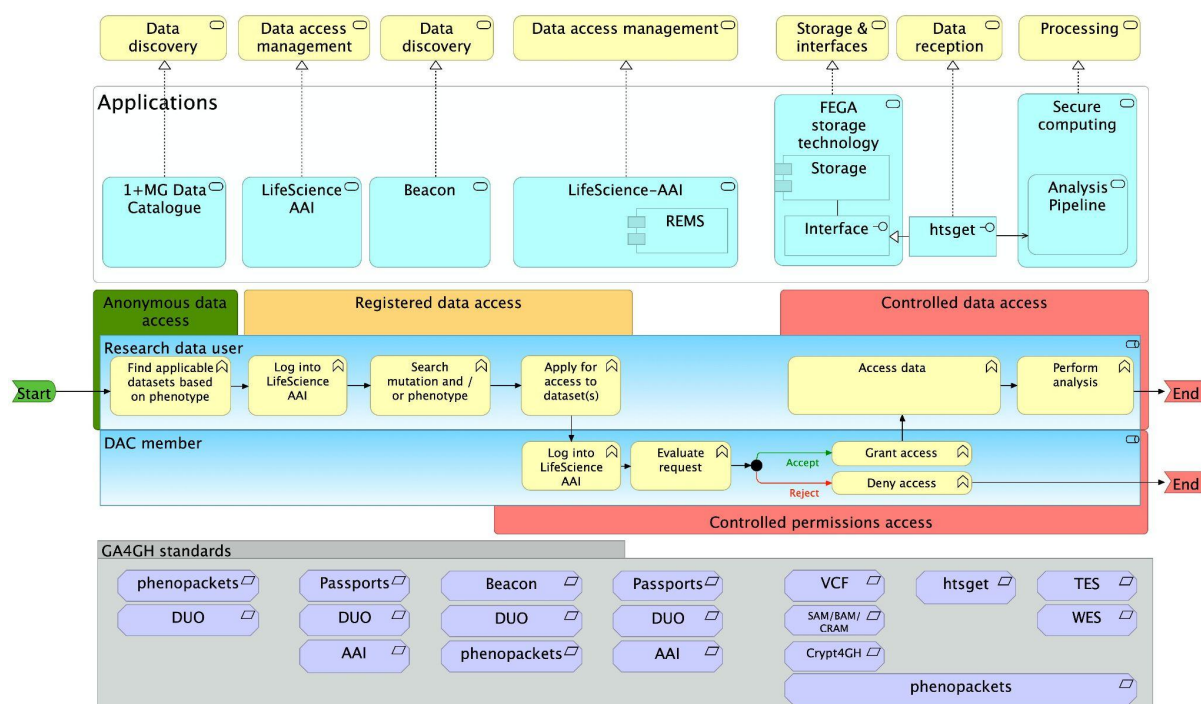 Data
discovery
Data access
management
Data
discovery
Data access management
Storage &
interfaces
Data
reception
Processing
Applications
1+MG Data
Catalogue
LifeScience
AAI
Beacon
LifeScience-AAI
REMS
FEGA
storage
technology
Storage
Interface
htsget
Secure
computing
Analysis
Pipeline
Anonymous data
access
Registered data access
Controlled data access
Research data user
Start
Find applicable
datasets based
on phenotype
Log into
LifeScience
AAI
Search
mutation and /
or phenotype
Apply for
access to
dataset(s)
Access data
Perform
analysis
End
DAC member
Log into
LifeScience
AAI
Evaluate
request
Accept
Reject
Grant access
Deny access
End
Controlled permissions access
GA4GH standards
phenopackets
DUO
Passports
DUO
AAI
Beacon
DUO
phenopackets
Passports
DUO
AAI
VCF
SAM/BAM/
CRAM
Crypt4GH
htsget
TES
WES
phenopackets